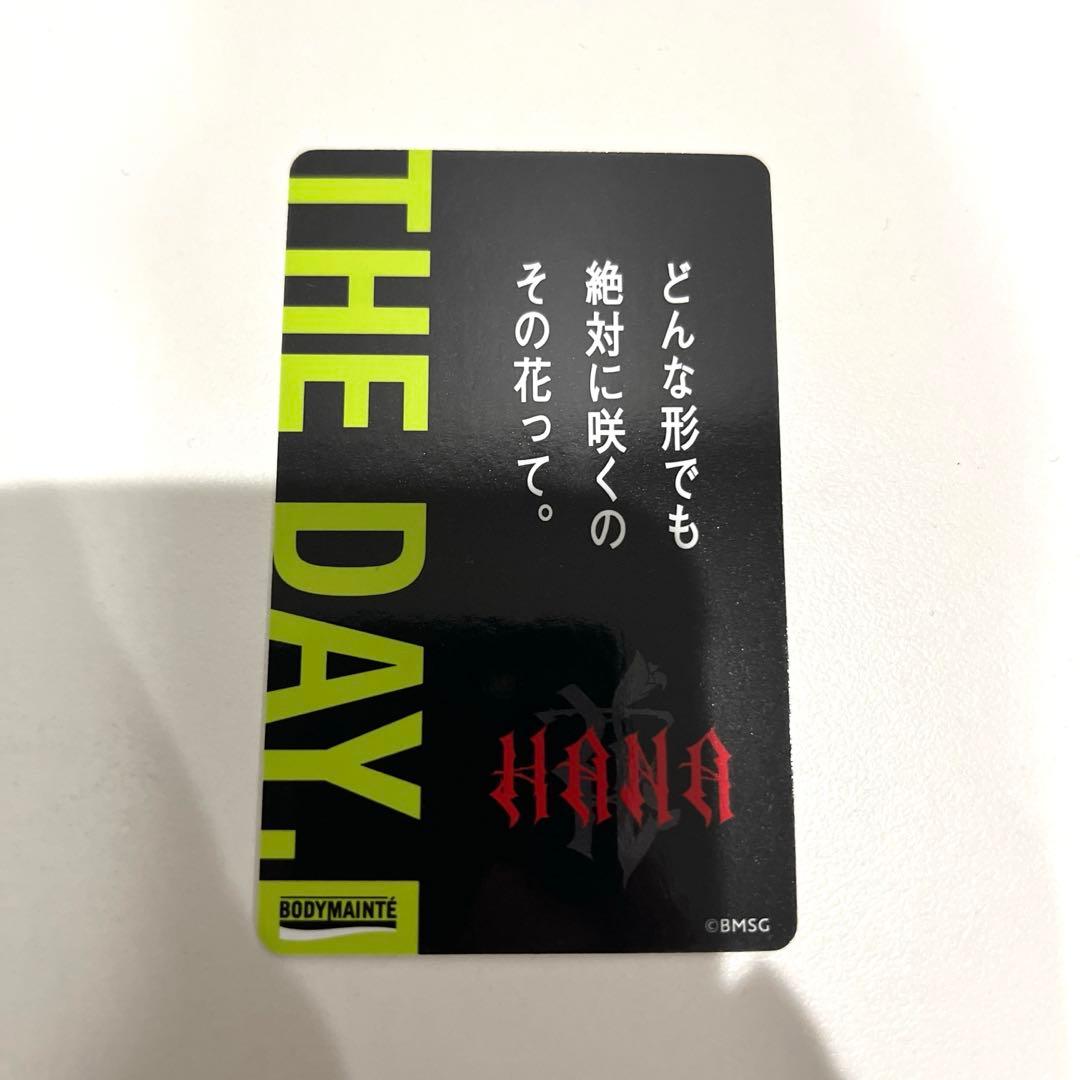 THE DAY.
どんな形でも
絶対に咲くの
その花って。
HANA
BODYMAINTÉ
©BMSG